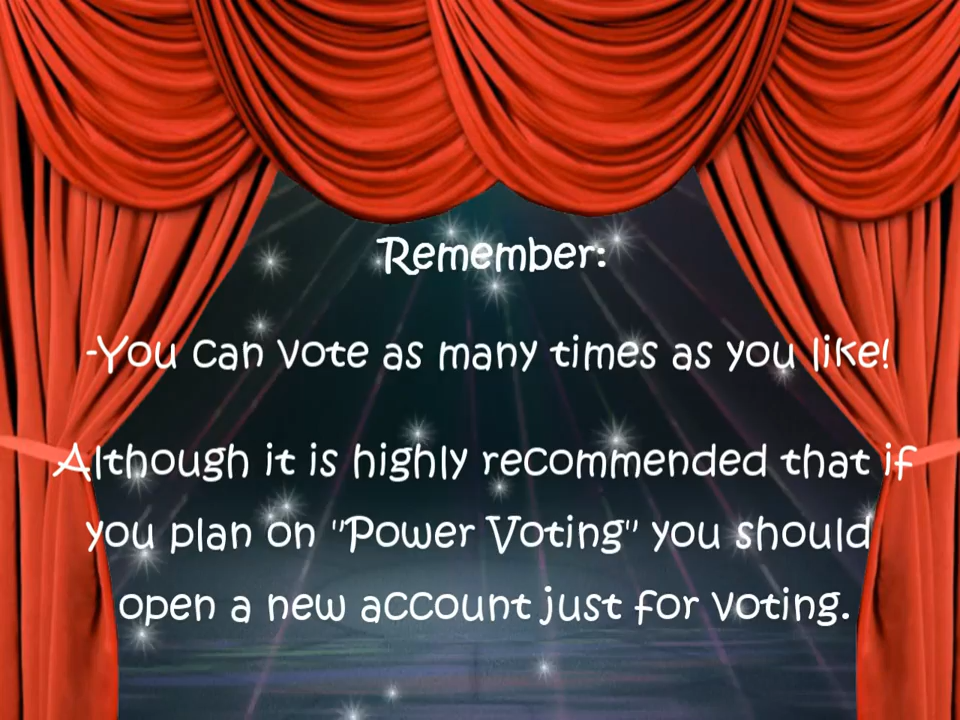 Remember:
-You can vote as many times as you like!
Although it is highly recommended that if
you plan on "Power Voting" you should
open a new account just for voting.